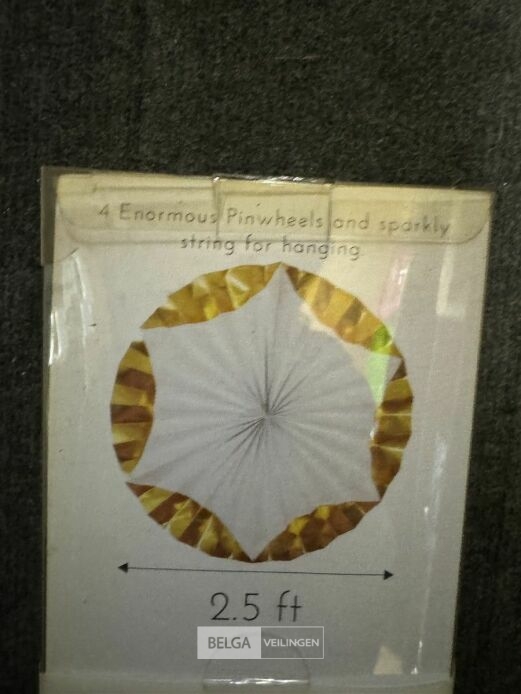 4 Enormous Pinwheels and sparkly
string for hanging
2.5 ft
BELGA VEILINGEN